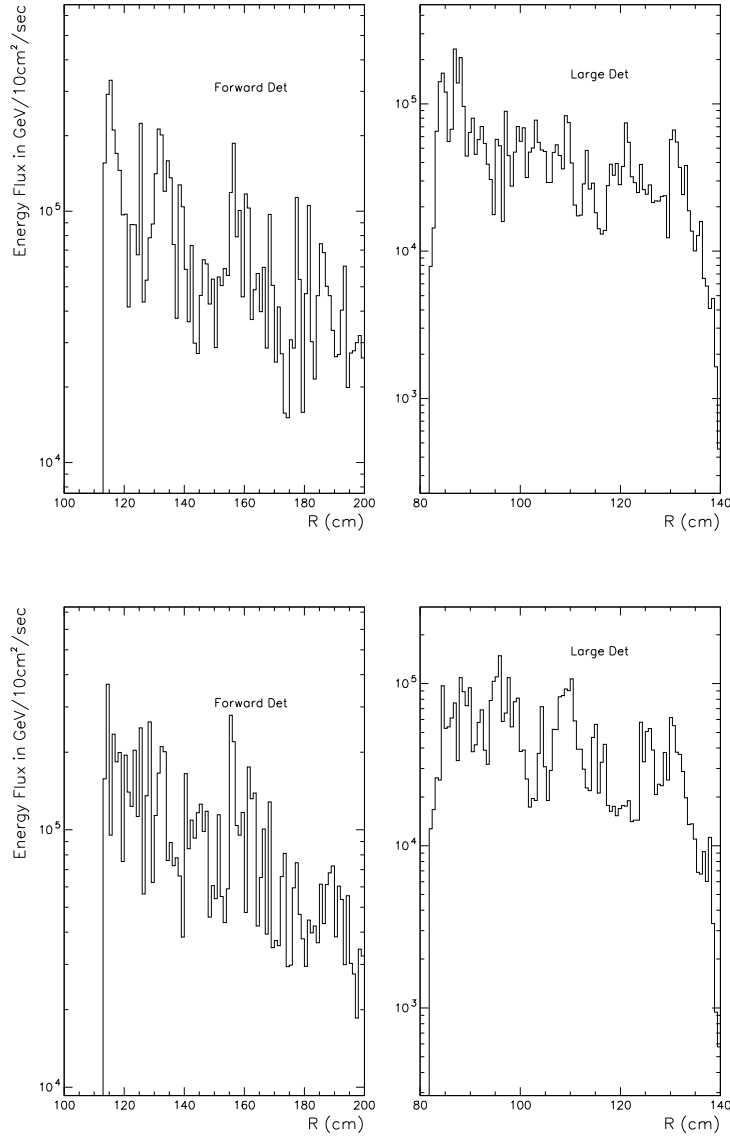 Energy Flux in GeV/10cm²/sec
Forward Det
10⁵
10⁴
100 120 140 160 180 200
R (cm)
Large Det
10⁵
10⁴
10³
80 100 120 140
R (cm)
Energy Flux in GeV/10cm²/sec
Forward Det
10⁵
10⁴
100 120 140 160 180 200
R (cm)
Large Det
10⁵
10⁴
10³
80 100 120 140
R (cm)